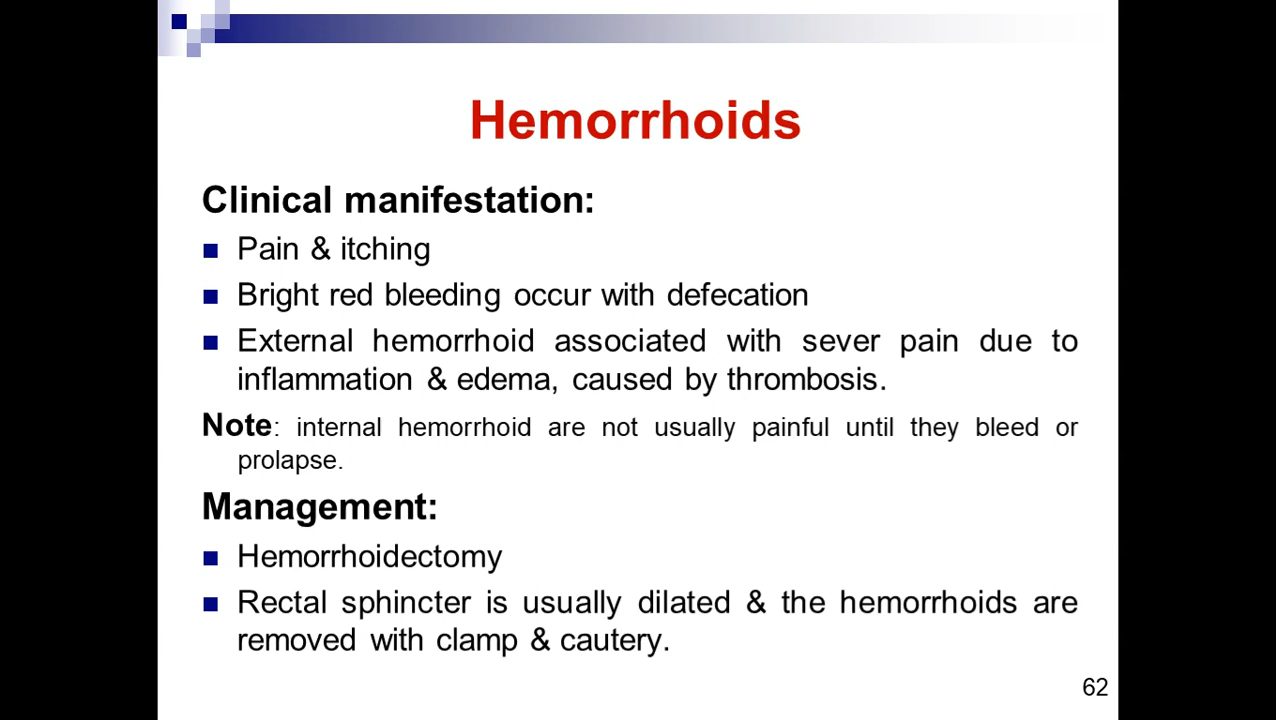 Hemorrhoids
Clinical manifestation:
Pain & itching
Bright red bleeding occur with defecation
External hemorrhoid associated with sever pain due to
inflammation & edema, caused by thrombosis.
Note: internal hemorrhoid are not usually painful until they bleed or
prolapse.
Management:
Hemorrhoidectomy
Rectal sphincter is usually dilated & the hemorrhoids are
removed with clamp & cautery.
62